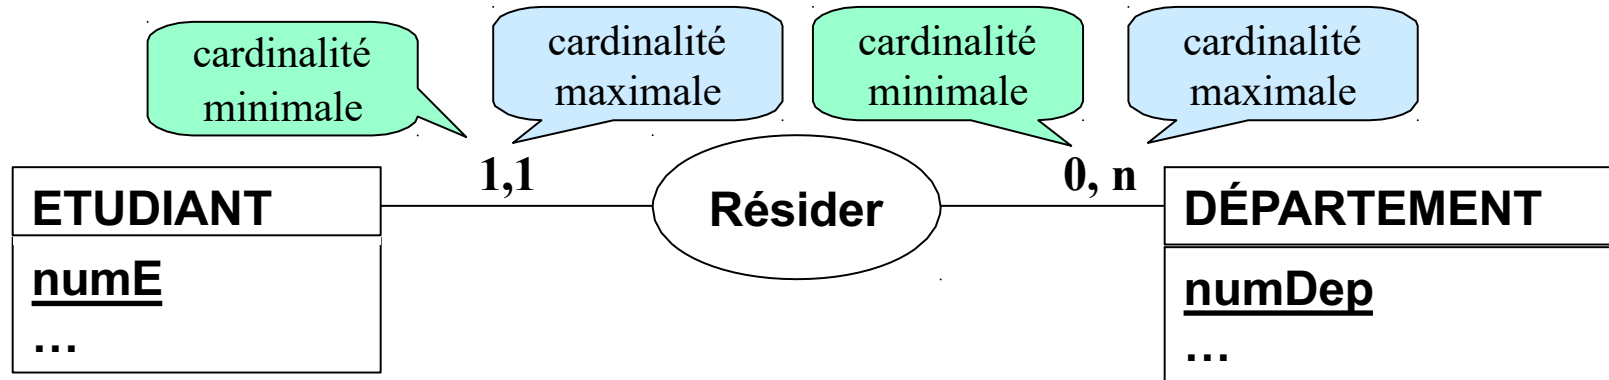 cardinalité
minimale
cardinalité
maximale
cardinalité
minimale
cardinalité
maximale
1,1
0, n
ETUDIANT
numE
…
Résider
DÉPARTEMENT
numDep
…